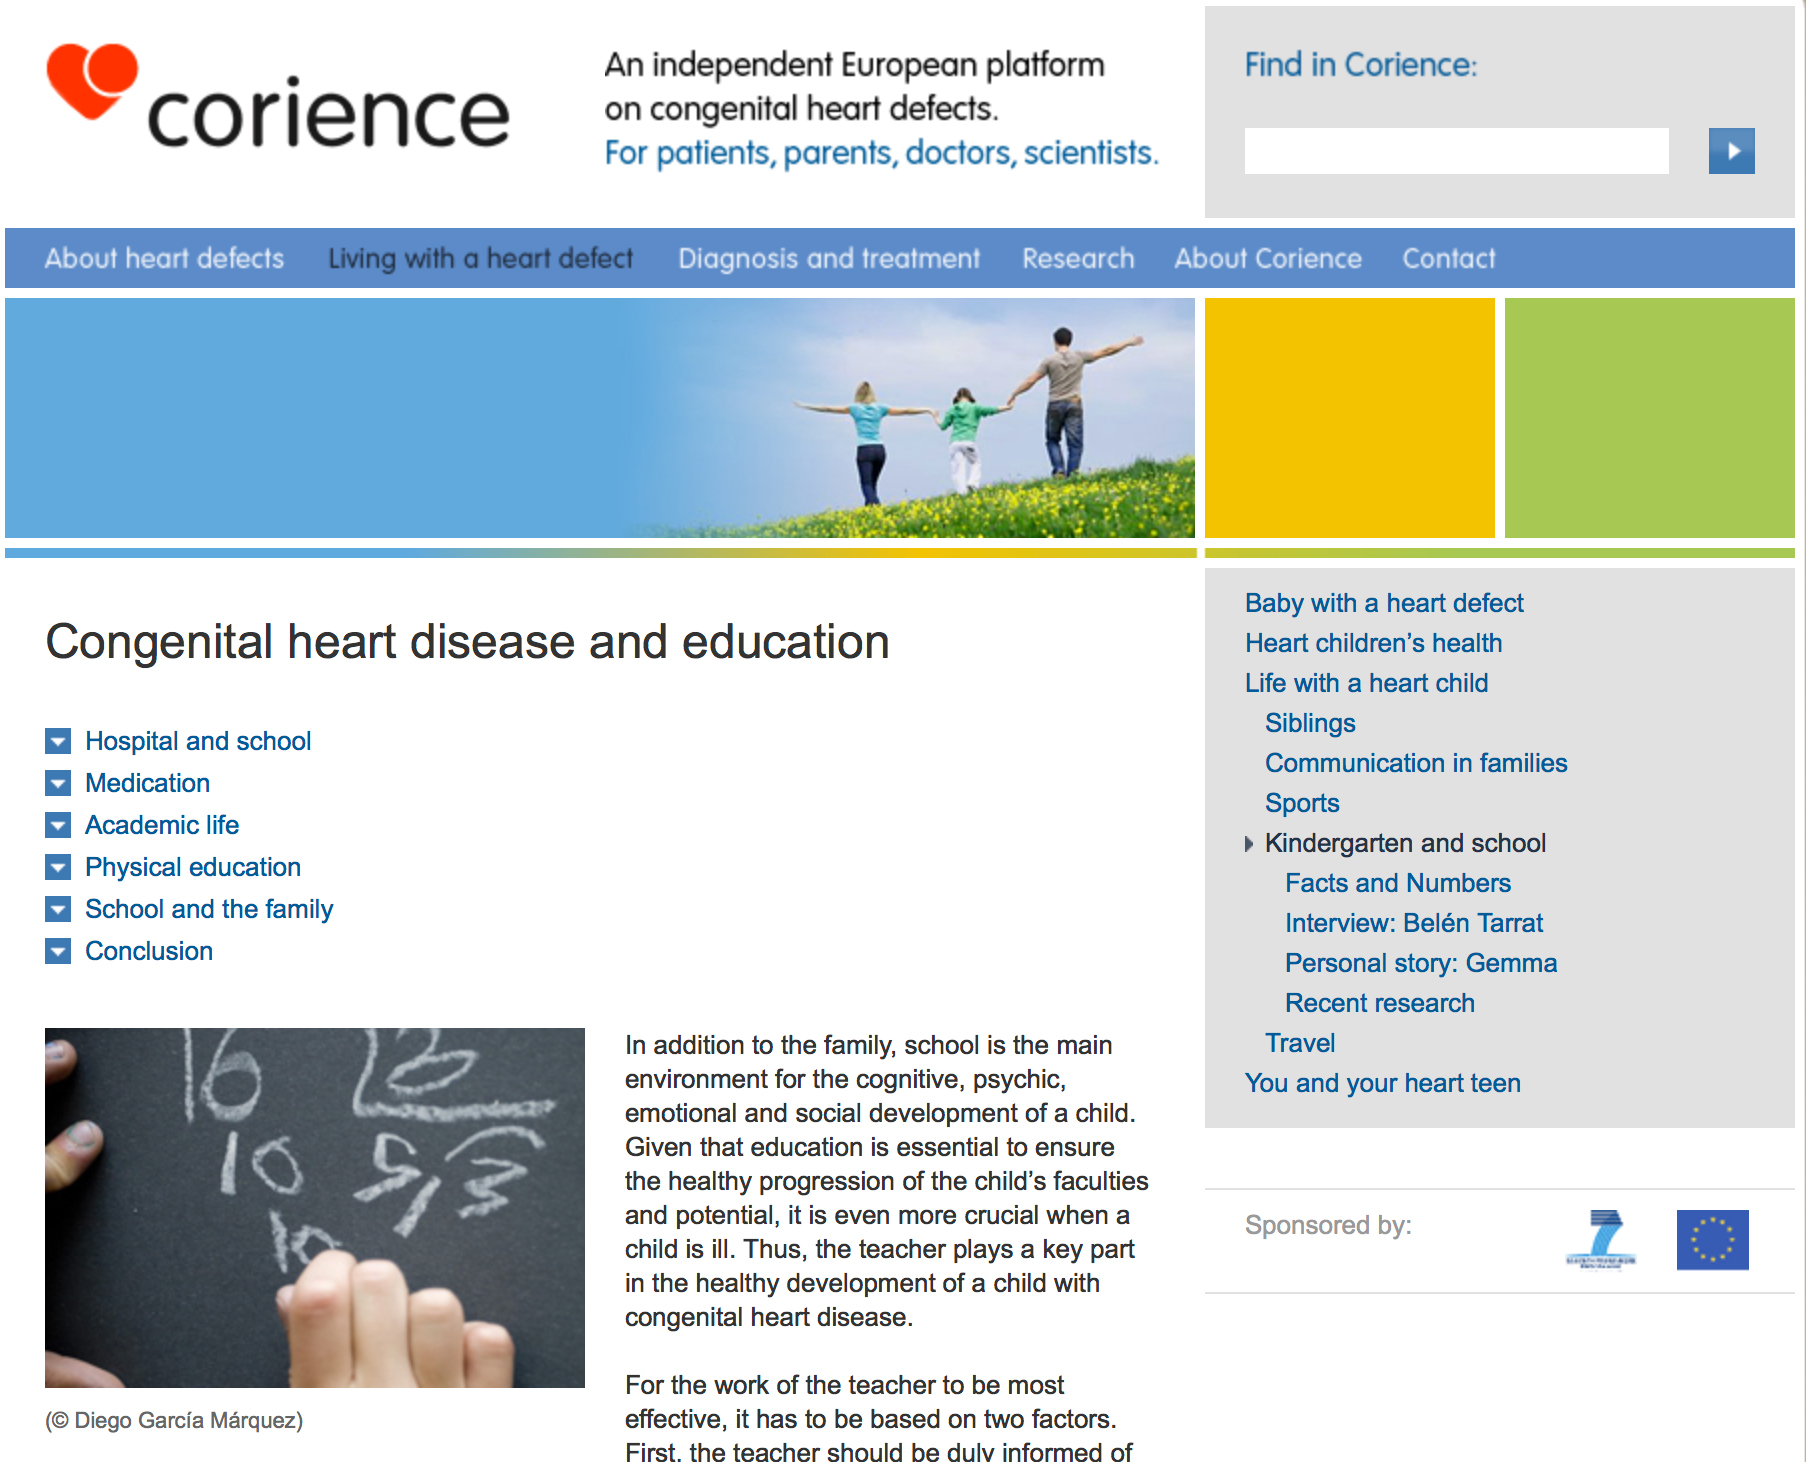 corience
An independent European platform
on congenital heart defects.
For patients, parents, doctors, scientists.
Find in Corience:
About heart defects Living with a heart defect Diagnosis and treatment Research About Corience Contact
Congenital heart disease and education
Hospital and school
Medication
Academic life
Physical education
School and the family
Conclusion
16 12
10 5/3
10
(© Diego García Márquez)
In addition to the family, school is the main
environment for the cognitive, psychic,
emotional and social development of a child.
Given that education is essential to ensure
the healthy progression of the child’s faculties
and potential, it is even more crucial when a
child is ill. Thus, the teacher plays a key part
in the healthy development of a child with
congenital heart disease.
For the work of the teacher to be most
effective, it has to be based on two factors.
First, the teacher should be duly informed of
Baby with a heart defect
Heart children’s health
Life with a heart child
Siblings
Communication in families
Sports
Kindergarten and school
Facts and Numbers
Interview: Belén Tarrat
Personal story: Gemma
Recent research
Travel
You and your heart teen
Sponsored by: